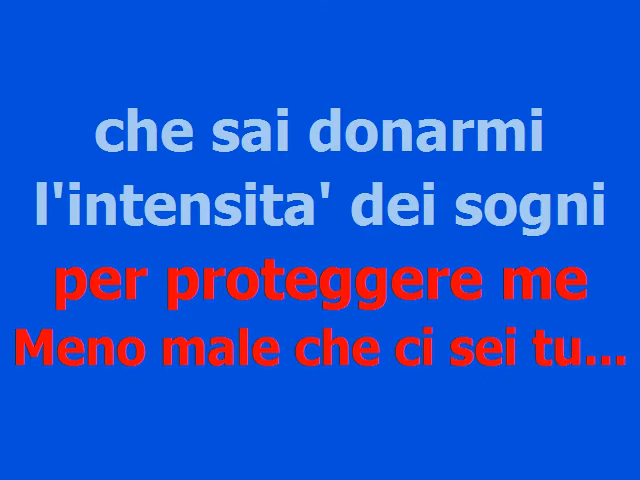 che sai donarmi
l'intensita' dei sogni
per proteggere me
Meno male che ci sei tu...